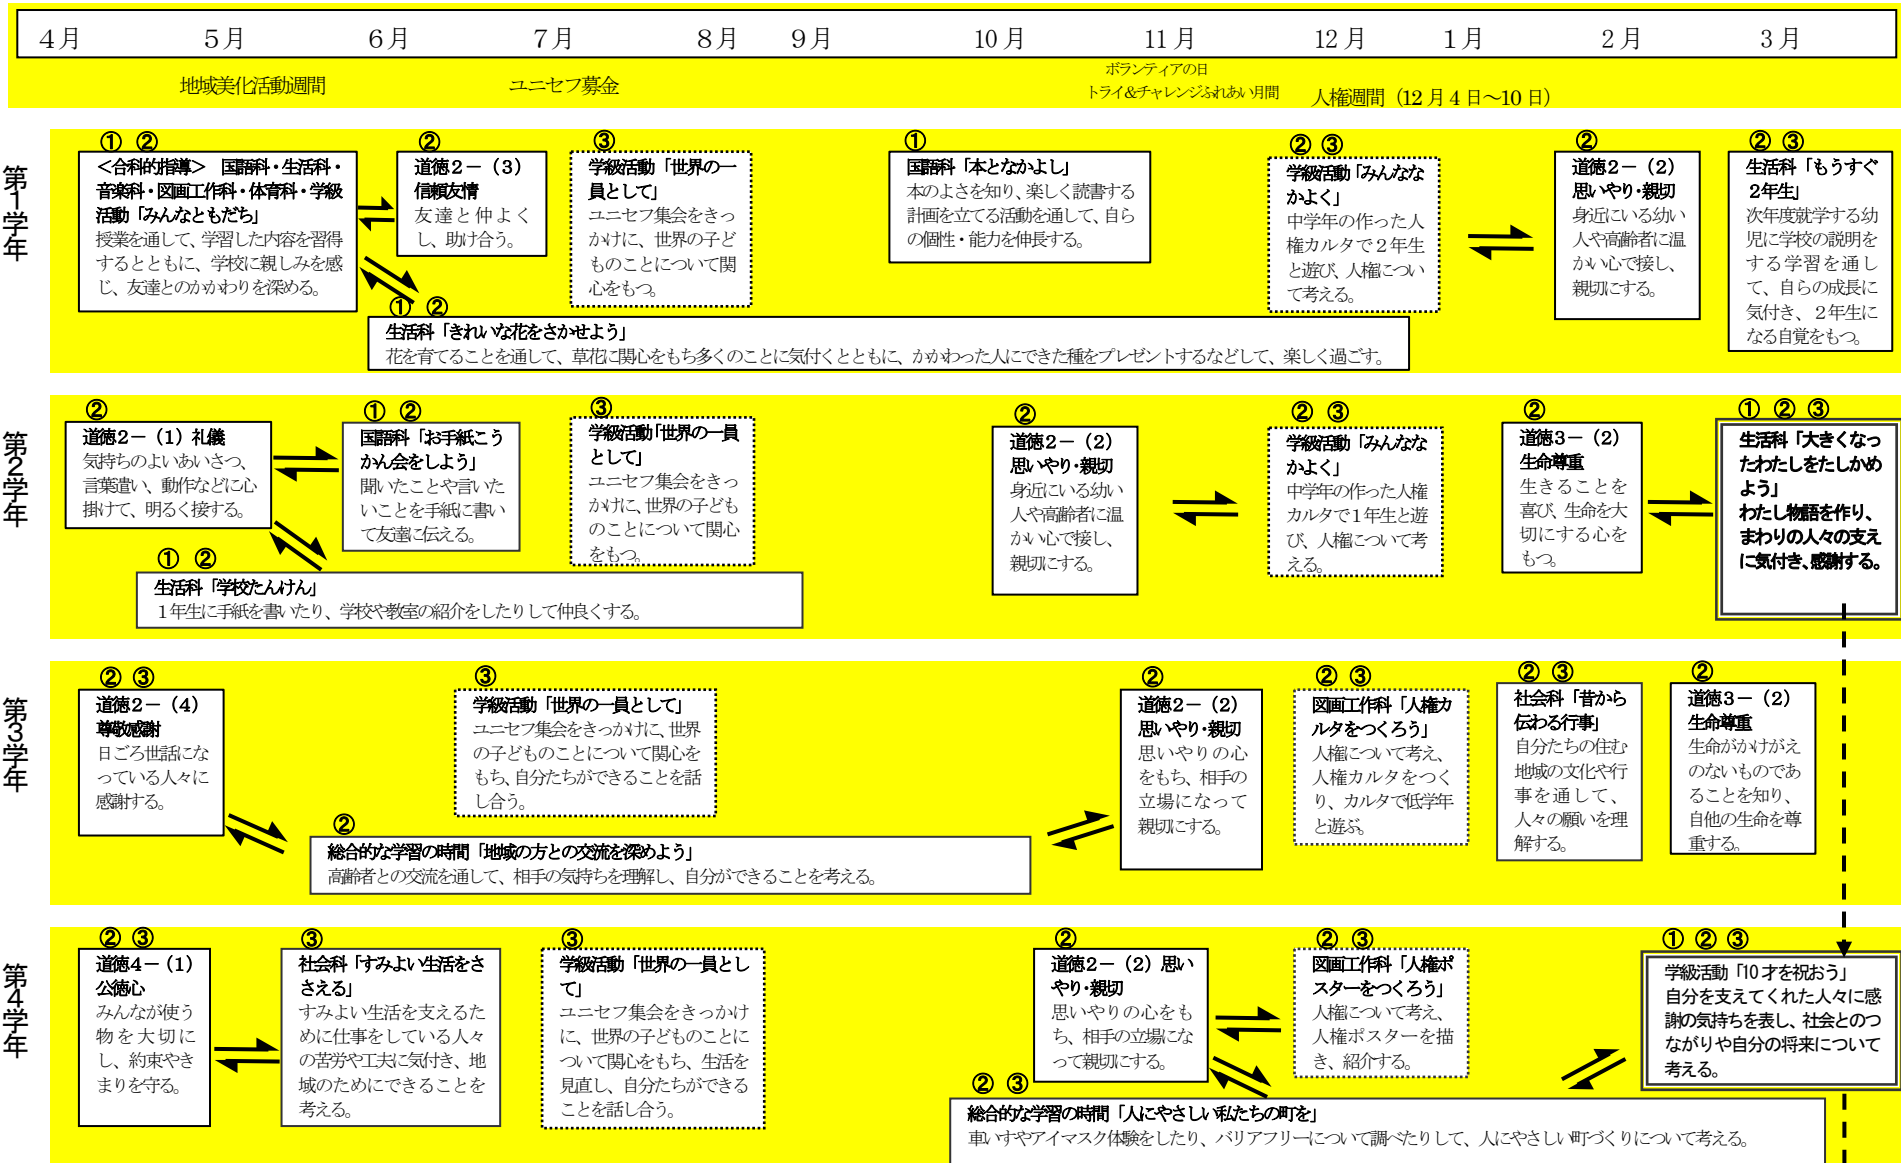 4月 5月 6月 7月 8月 9月 10月 11月 12月 1月 2月 3月
地域美化活動週間
ユニセフ募金
ボランティアの日
トライ&チャレンジふれあい月間
人権週間（12月4日～10日）
第1学年
① ②
＜合科的指導＞ 国語科・生活科・
音楽科・図画工作科・体育科・学級
活動「みんなともだち」
授業を通して、学習した内容を習得
するとともに、学校に親しみを感
じ、友達とのかかわりを深める。
②
道徳2－（3）
信頼友情
友達と仲よく
し、助け合う。
③
学級活動「世界の一
員として」
ユニセフ集会をきっ
かけに、世界の子ど
ものことについて関
心をもつ。
①
国語科「本となかよし」
本のよさを知り、楽しく読書する
計画を立てる活動を通して、自ら
の個性・能力を伸長する。
② ③
学級活動「みんなな
かよく」
中学年の作った人
権カルタで２年生
と遊び、人権につい
て考える。
②
道徳2－（2）
思いやり・親切
身近にいる幼い
人や高齢者に温
かい心で接し、
親切にする。
② ③
生活科「もうすぐ
２年生」
次年度就学する幼
児に学校の説明を
する学習を通し
て、自らの成長に
気付き、２年生に
なる自覚をもつ。
① ②
生活科「きれいな花をさかせよう」
花を育てることを通して、草花に関心をもち多くのことに気付くとともに、かかわった人にできた種をプレゼントするなどして、楽しく過ごす。
第2学年
②
道徳2－（1）礼儀
気持ちのよいあいさつ、
言葉遣い、動作などに心
掛けて、明るく接する。
① ②
国語科「お手紙こう
かん会をしよう」
聞いたことや言いた
いことを手紙に書い
て友達に伝える。
③
学級活動「世界の一員
として」
ユニセフ集会をきっ
かけに、世界の子ども
のことについて関心
をもつ。
②
道徳2－（2）
思いやり・親切
身近にいる幼い
人や高齢者に温
かい心で接し、
親切にする。
② ③
学級活動「みんなな
かよく」
中学年の作った人権
カルタで１年生と遊
び、人権について考
える。
②
道徳3－（2）
生命尊重
生きることを
喜び、生命を大
切にする心を
もつ。
① ② ③
生活科「大きくなっ
たわたしをたしかめ
よう」
わたし物語を作り、
まわりの人々の支え
に気付き、感謝する。
① ②
生活科「学校たんけん」
１年生に手紙を書いたり、学校や教室の紹介をしたりして仲良くする。
第3学年
② ③
道徳2－（4）
尊敬感謝
日ごろ世話にな
っている人々に
感謝する。
③
学級活動「世界の一員として」
ユニセフ集会をきっかけに、世界
の子どものことについて関心を
もち、自分たちができることを話
し合う。
②
道徳2－（2）
思いやり・親切
思いやりの心
をもち、相手の
立場になって
親切にする。
② ③
図画工作科「人権カ
ルタをつくろう」
人権について考え、
人権カルタをつく
り、カルタで低学年
と遊ぶ。
② ③
社会科「昔から
伝わる行事」
自分たちの住む
地域の文化や行
事を通して、
人々の願いを理
解する。
②
道徳3－（2）
生命尊重
生命がかけがえ
のないものであ
ることを知り、
自他の生命を尊
重する。
②
総合的な学習の時間「地域の方との交流を深めよう」
高齢者との交流を通して、相手の気持ちを理解し、自分ができることを考える。
第4学年
② ③
道徳4－（1）
公徳心
みんなが使う
物を大切に
し、約束やき
まりを守る。
③
社会科「すみよい生活をさ
さえる」
すみよい生活を支えるた
めに仕事をしている人々
の苦労や工夫に気付き、地
域のためにできることを
考える。
③
学級活動「世界の一員とし
て」
ユニセフ集会をきっかけ
に、世界の子どものことに
ついて関心をもち、生活を
見直し、自分たちができる
ことを話し合う。
②
道徳2－（2）思い
やり・親切
思いやりの心をも
ち、相手の立場にな
って親切にする。
② ③
図画工作科「人権ポ
スターをつくろう」
人権について考え、
人権ポスターを描
き、紹介する。
① ② ③
学級活動「10才を祝おう」
自分を支えてくれた人々に感
謝の気持ちを表し、社会とのつ
ながりや自分の将来について
考える。
② ③
総合的な学習の時間「人にやさしい私たちの町を」
車いすやアイマスク体験をしたり、バリアフリーについて調べたりして、人にやさしい町づくりについて考える。